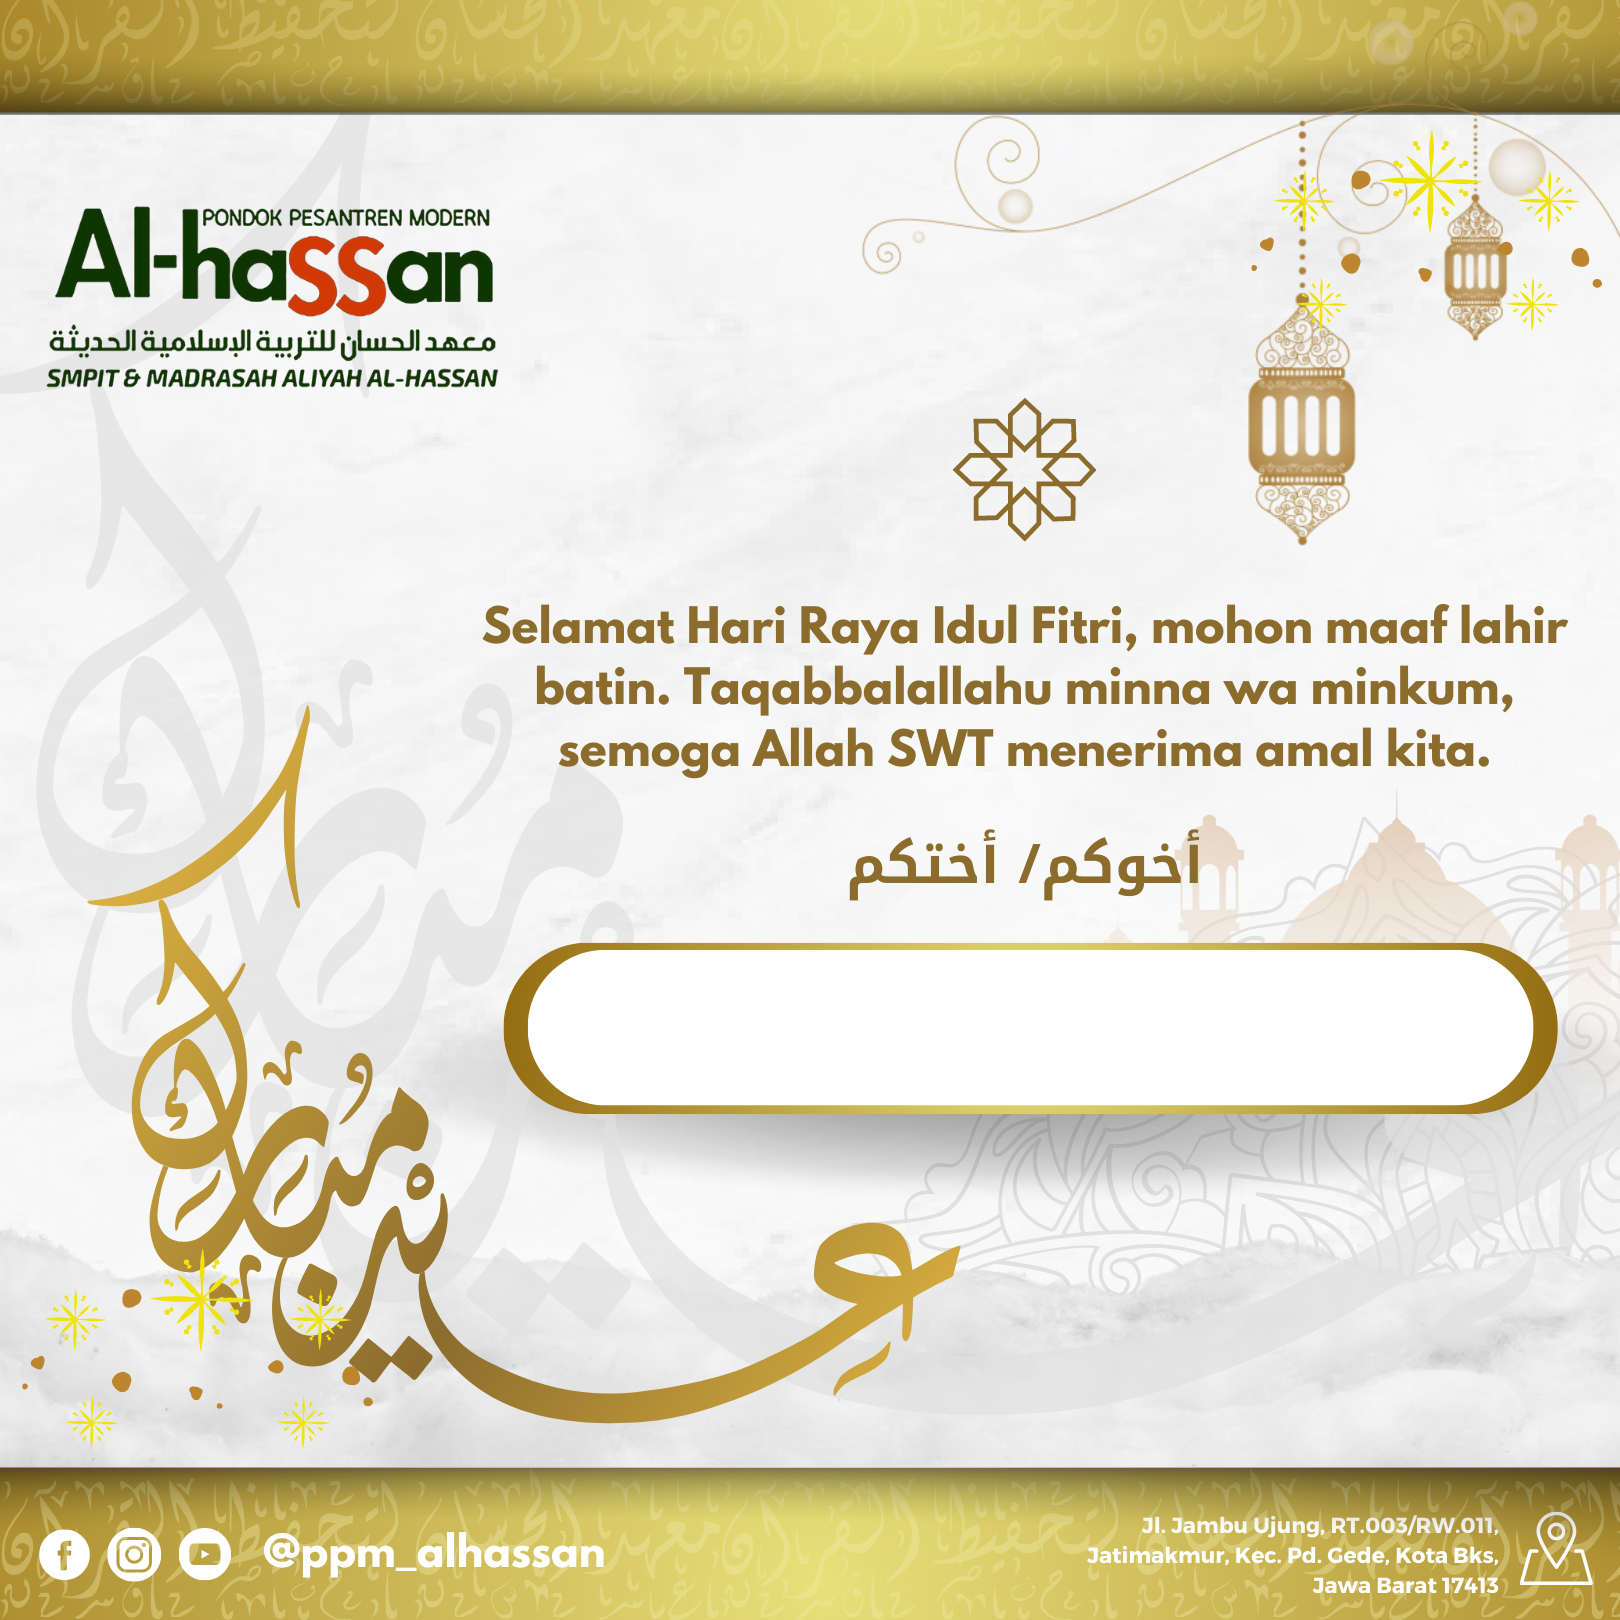 PONDOK PESANTREN MODERN
Al-hassan
معهد الحسان للتربية الإسلامية الحديثة
SMPIT & MADRASAH ALIYAH AL-HASSAN
Selamat Hari Raya Idul Fitri, mohon maaf lahir
batin. Taqabbalallahu minna wa minkum,
semoga Allah SWT menerima amal kita.
أخوكم/ أختكم
عِيْدٌ مُبَارَكٌ
@ppm_alhassan
Jl. Jambu Ujung, RT.003/RW.011,
Jatimakmur, Kec. Pd. Gede, Kota Bks,
Jawa Barat 17413